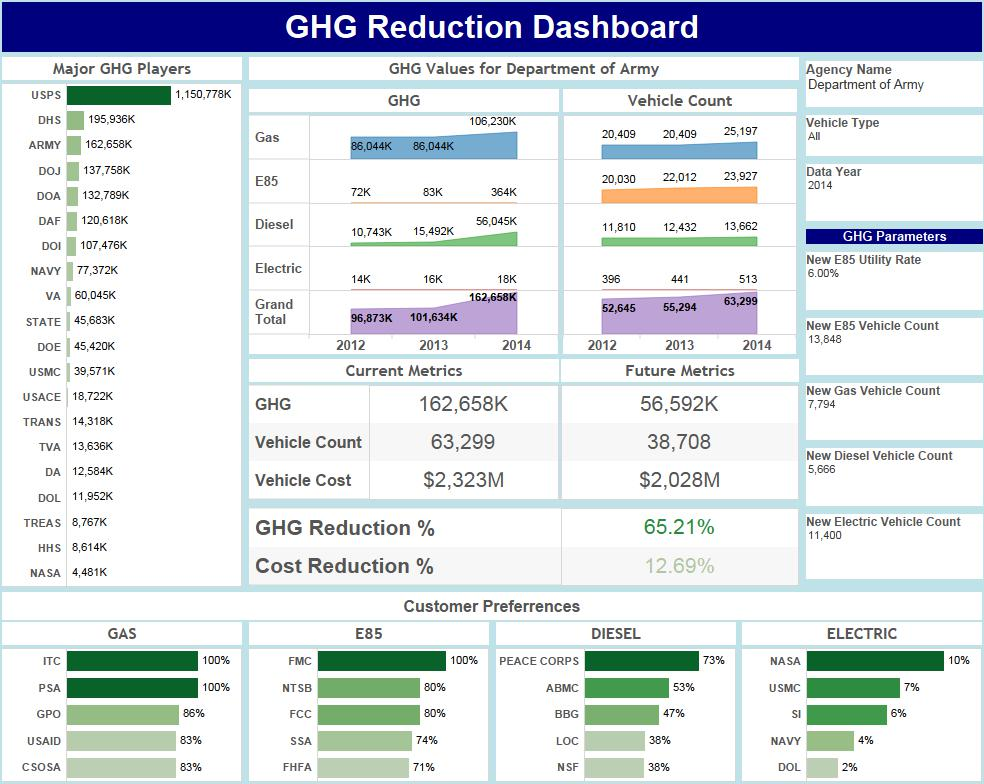 GHG Reduction Dashboard
Major GHG Players
USPS 1,150,778K
DHS 195,936K
ARMY 162,658K
DOJ 137,758K
DOA 132,789K
DAF 120,618K
DOI 107,476K
NAVY 77,372K
VA 60,045K
STATE 45,683K
DOE 45,420K
USMC 39,571K
USACE 18,722K
TRANS 14,318K
TVA 13,636K
DA 12,584K
DOL 11,952K
TREAS 8,767K
HHS 8,614K
NASA 4,481K
GHG Values for Department of Army
GHG Vehicle Count
Gas 86,044K 86,044K 106,230K 20,409 20,409 25,197
E85 72K 83K 364K 20,030 22,012 23,927
Diesel 10,743K 15,492K 56,045K 11,810 12,432 13,662
Electric 14K 16K 18K 396 441 513
Grand
Total 96,873K 101,634K 162,658K 52,645 55,294 63,299
2012 2013 2014 2012 2013 2014
Current Metrics Future Metrics
GHG 162,658K 56,592K
Vehicle Count 63,299 38,708
Vehicle Cost $2,323M $2,028M
GHG Reduction % 65.21%
Cost Reduction % 12.69%
Agency Name
Department of Army
Vehicle Type
All
Data Year
2014
GHG Parameters
New E85 Utility Rate
6.00%
New E85 Vehicle Count
13,848
New Gas Vehicle Count
7,794
New Diesel Vehicle Count
5,666
New Electric Vehicle Count
11,400
Customer Preferrences
GAS
ITC 100%
PSA 100%
GPO 86%
USAID 83%
CSOSA 83%
E85
FMC 100%
NTSB 80%
FCC 80%
SSA 74%
FHFA 71%
DIESEL
PEACE CORPS 73%
ABMC 53%
BBG 47%
LOC 38%
NSF 38%
ELECTRIC
NASA 10%
USMC 7%
SI 6%
NAVY 4%
DOL 2%